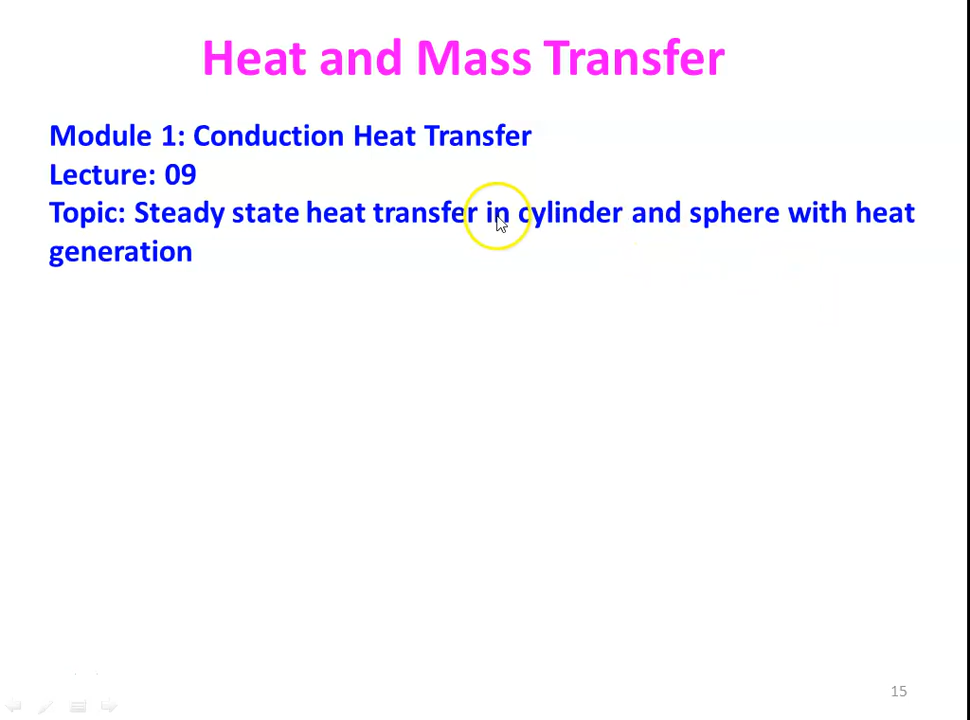 Heat and Mass Transfer
Module 1: Conduction Heat Transfer
Lecture: 09
Topic: Steady state heat transfer in cylinder and sphere with heat
generation
15